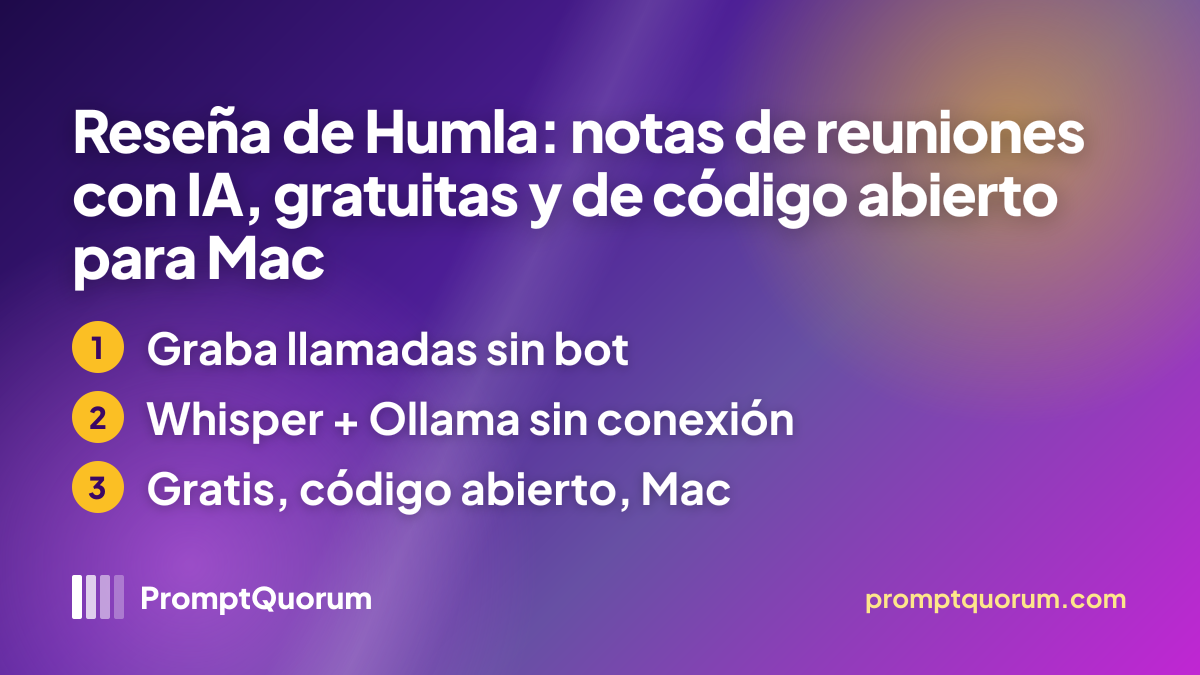 Reseña de Humla: notas de reuniones
con IA, gratuitas y de código abierto
para Mac
1 Graba llamadas sin bot
2 Whisper + Ollama sin conexión
3 Gratis, código abierto, Mac
PromptQuorum
promptquorum.com